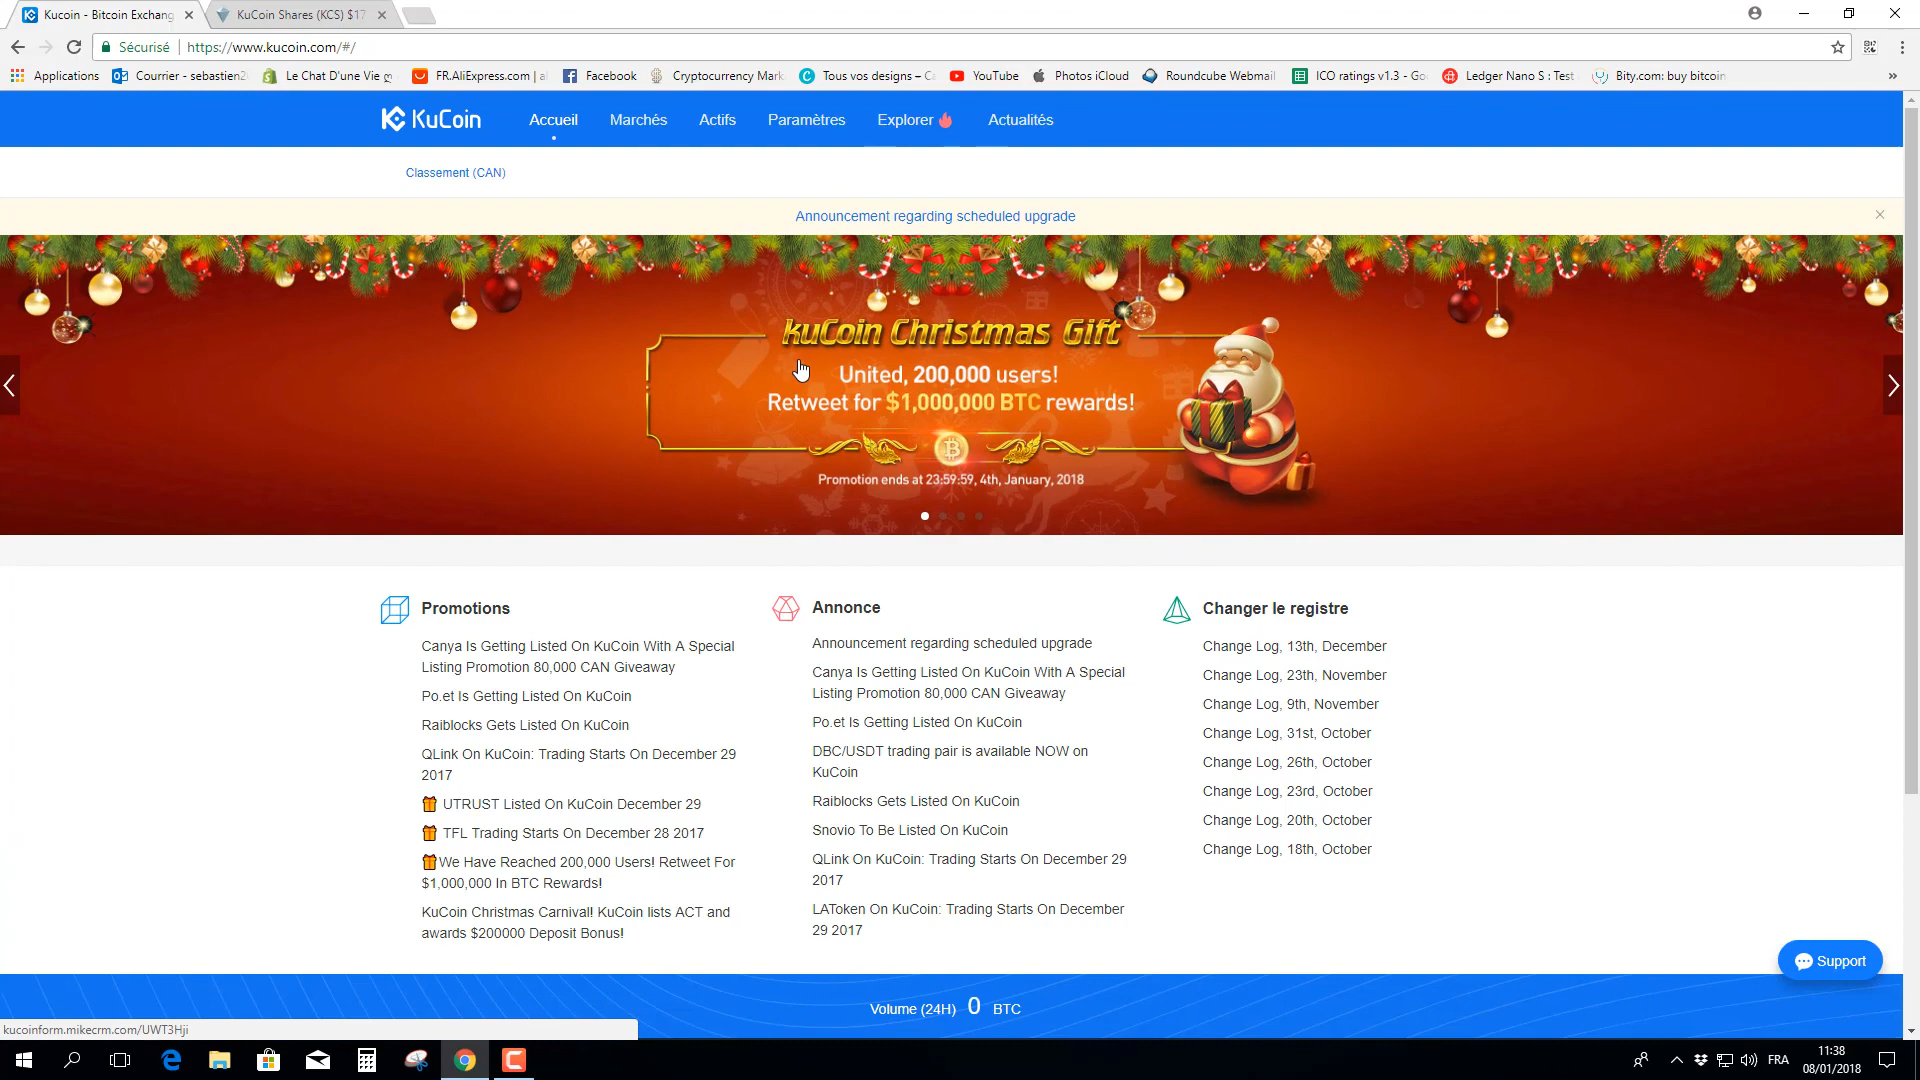 Kucoin - Bitcoin Exchang
KuCoin Shares (KCS) $17
Sécurisé https://www.kucoin.com/#/
Applications
Courrier - sebastien2
Le Chat D'une Vie
FR.AliExpress.com | a
Facebook
Cryptocurrency Mark
Tous vos designs – C
YouTube
Photos iCloud
Roundcube Webmail
ICO ratings v1.3 - Go
Ledger Nano S : Test
Bity.com: buy bitcoin
»
KuCoin
Accueil
Marchés
Actifs
Paramètres
Explorer
Actualités
Classement (CAN)
Announcement regarding scheduled upgrade
kuCoin Christmas Gift
United, 200,000 users!
Retweet for $1,000,000 BTC rewards!
Promotion ends at 23:59:59, 4th, January, 2018
Promotions
Canya Is Getting Listed On KuCoin With A Special
Listing Promotion 80,000 CAN Giveaway
Po.et Is Getting Listed On KuCoin
Raiblocks Gets Listed On KuCoin
QLink On KuCoin: Trading Starts On December 29
2017
UTRUST Listed On KuCoin December 29
TFL Trading Starts On December 28 2017
We Have Reached 200,000 Users! Retweet For
$1,000,000 In BTC Rewards!
KuCoin Christmas Carnival! KuCoin lists ACT and
awards $200000 Deposit Bonus!
Annonce
Announcement regarding scheduled upgrade
Canya Is Getting Listed On KuCoin With A Special
Listing Promotion 80,000 CAN Giveaway
Po.et Is Getting Listed On KuCoin
DBC/USDT trading pair is available NOW on
KuCoin
Raiblocks Gets Listed On KuCoin
Snovio To Be Listed On KuCoin
QLink On KuCoin: Trading Starts On December 29
2017
LAToken On KuCoin: Trading Starts On December
29 2017
Changer le registre
Change Log, 13th, December
Change Log, 23th, November
Change Log, 9th, November
Change Log, 31st, October
Change Log, 26th, October
Change Log, 23rd, October
Change Log, 20th, October
Change Log, 18th, October
Support
Volume (24H) 0 BTC
kucoinform.mikecrm.com/UWT3Hji
FRA
11:38
08/01/2018